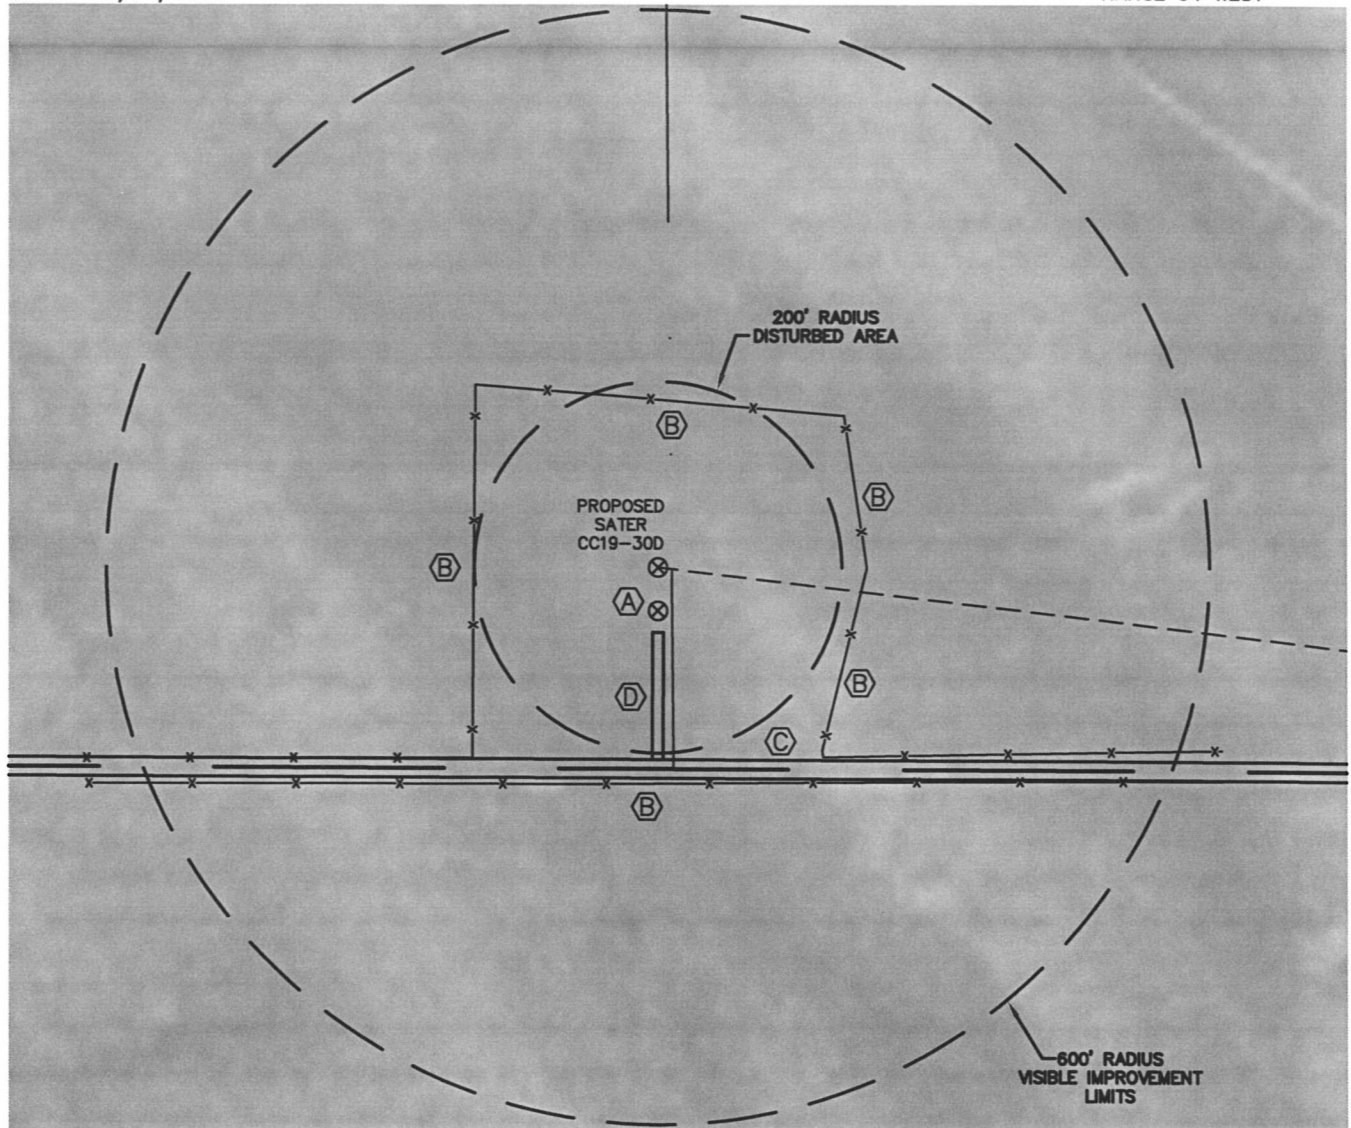 200' RADIUS
DISTURBED AREA
B
B
PROPOSED
SATER
CC19-30D
B
A
B
D
C
B
600' RADIUS
VISIBLE IMPROVEMENT
LIMITS